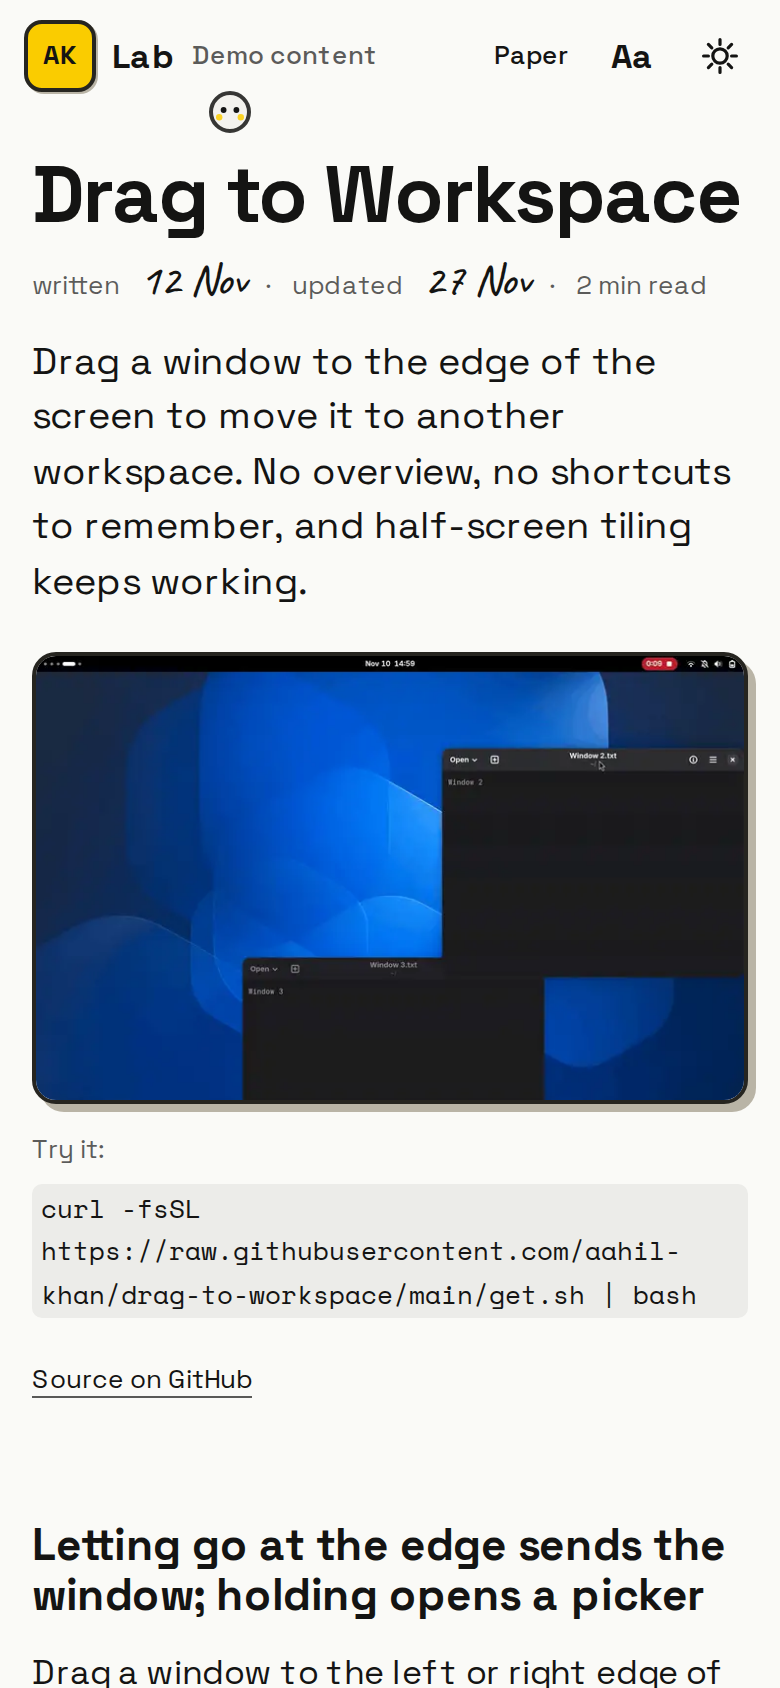 AK Lab Demo content Paper Aa
Drag to Workspace
written 12 Nov · updated 27 Nov · 2 min read
Drag a window to the edge of the
screen to move it to another
workspace. No overview, no shortcuts
to remember, and half-screen tiling
keeps working.
Nov 10 14:59 0:09
Open Window 2.txt
Window 2
Open Window 3.txt
Window 3
Try it:
curl -fsSL
https://raw.githubusercontent.com/aahil-
khan/drag-to-workspace/main/get.sh | bash
Source on GitHub
Letting go at the edge sends the
window; holding opens a picker
Drag a window to the left or right edge of